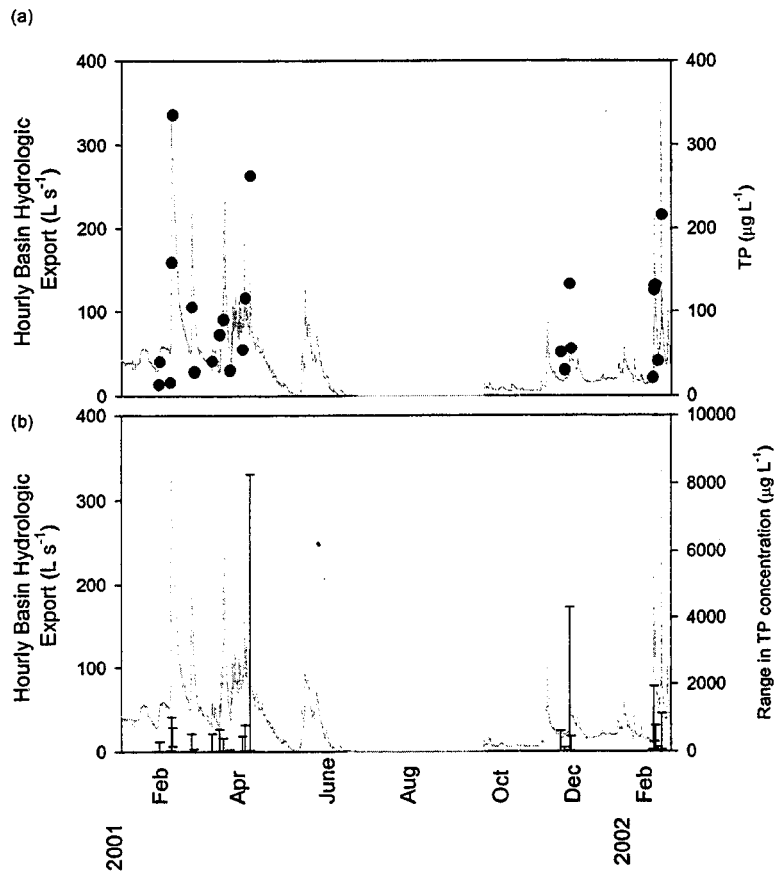 (a)
400
300
200
100
0
Hourly Basin Hydrologic
Export (L s⁻¹)
400
300
200
100
0
TP (µg L⁻¹)
(b)
400
300
200
100
0
Hourly Basin Hydrologic
Export (L s⁻¹)
10000
8000
6000
4000
2000
0
Range in TP concentration (µg L⁻¹)
Feb
Apr
June
Aug
Oct
Dec
Feb
2001
2002